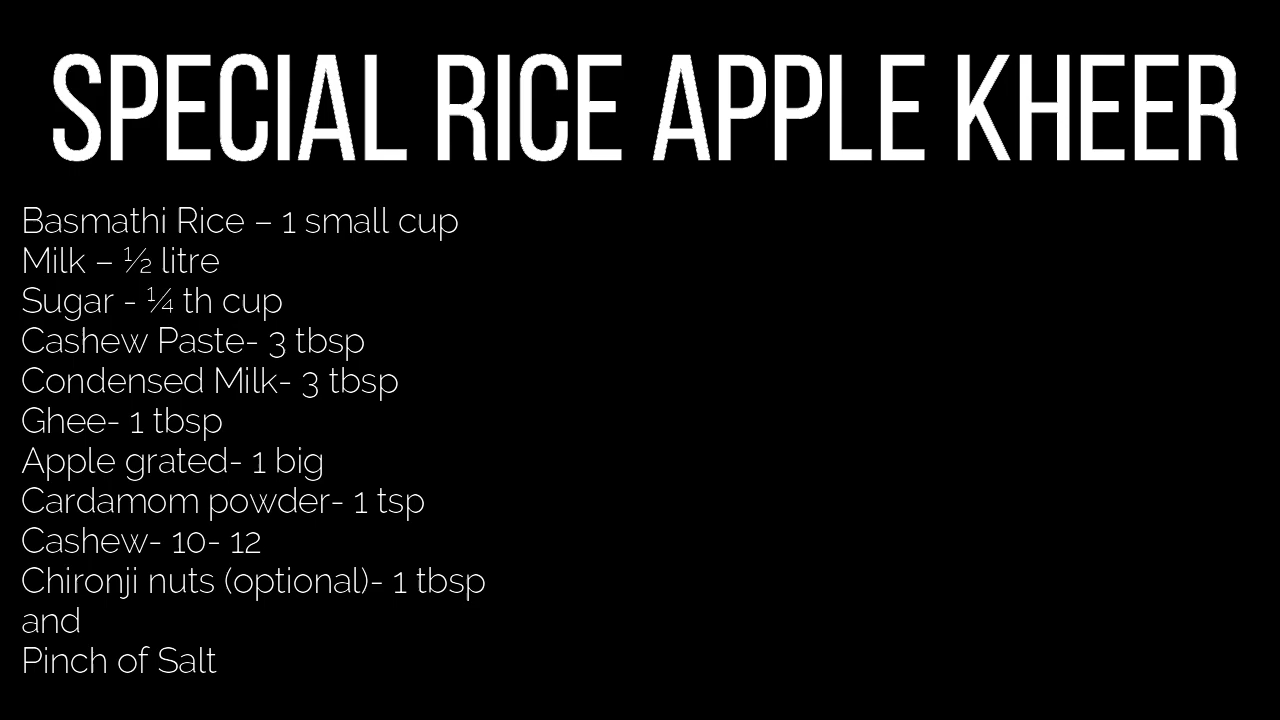 SPECIAL RICE APPLE KHEER
Basmathi Rice – 1 small cup
Milk – ½ litre
Sugar - ¼ th cup
Cashew Paste- 3 tbsp
Condensed Milk- 3 tbsp
Ghee- 1 tbsp
Apple grated- 1 big
Cardamom powder- 1 tsp
Cashew- 10- 12
Chironji nuts (optional)- 1 tbsp
and
Pinch of Salt